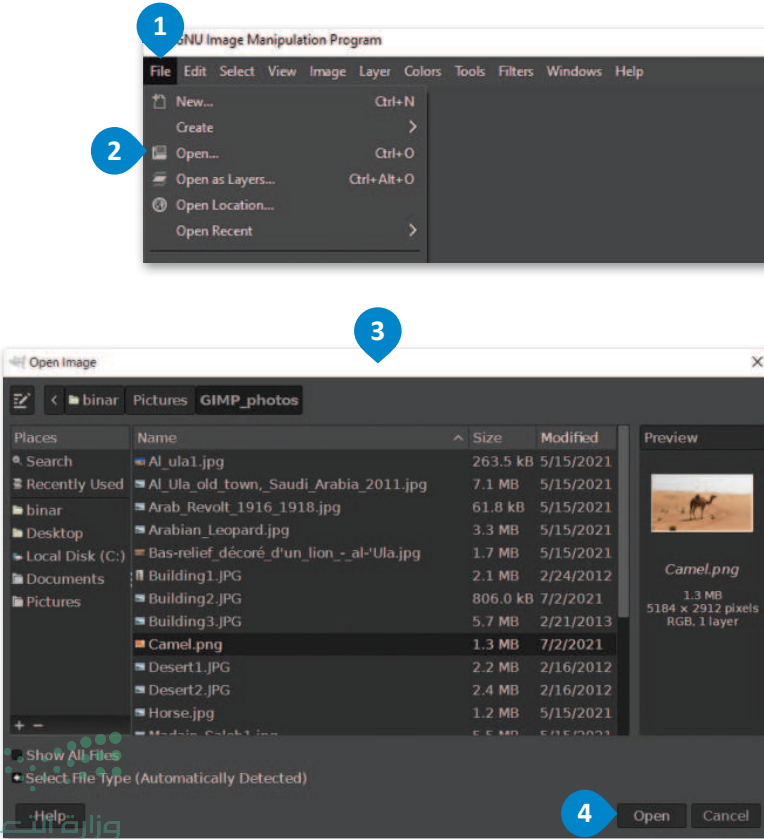 1
GNU Image Manipulation Program
File Edit Select View Image Layer Colors Tools Filters Windows Help
New... Ctrl+N
Create
2
Open... Ctrl+O
Open as Layers... Ctrl+Alt+O
Open Location...
Open Recent
3
Open Image
binar Pictures GIMP_photos
Places Name Size Modified Preview
Search Al_ula1.jpg 263.5 kB 5/15/2021
Recently Used Al_Ula_old_town,_Saudi_Arabia_2011.jpg 7.1 MB 5/15/2021
binar Arab_Revolt_1916_1918.jpg 61.8 kB 5/15/2021
Desktop Arabian_Leopard.jpg 3.3 MB 5/15/2021
Local Disk (C:) Bas-relief_décoré_d'un_lion_-_al-'Ula.jpg 1.7 MB 5/15/2021
Documents Building1.JPG 2.1 MB 2/24/2012 Camel.png
Pictures Building2.JPG 806.0 kB 7/2/2021 1.3 MB
5184 × 2912 pixels
Building3.JPG 5.7 MB 2/21/2013 RGB, 1 layer
Camel.png 1.3 MB 7/2/2021
Desert1.JPG 2.2 MB 2/16/2012
Desert2.JPG 2.4 MB 2/16/2012
Horse.jpg 1.2 MB 5/15/2021
Show All Files
Select File Type (Automatically Detected)
Help 4 Open Cancel
وزارة